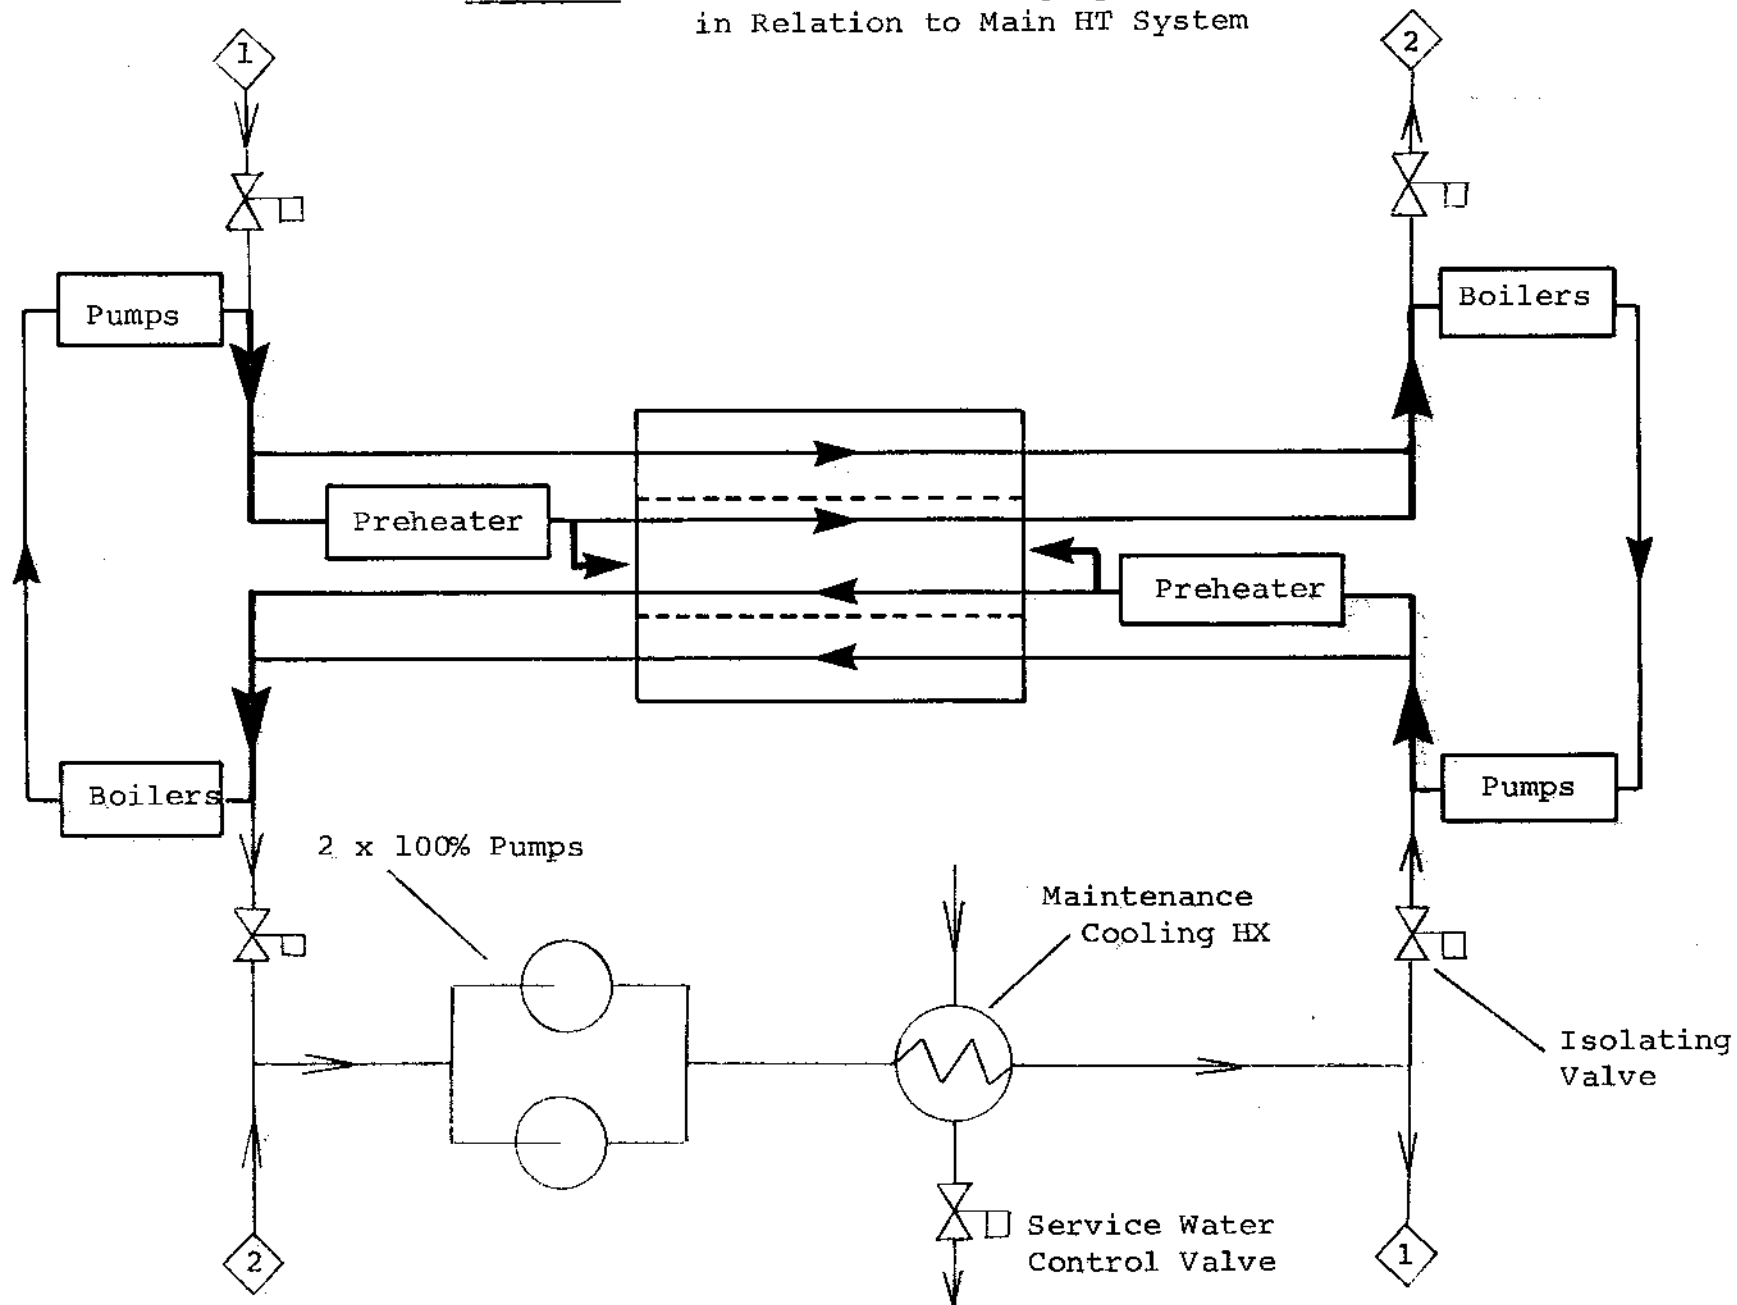 in Relation to Main HT System
1
2
Pumps
Boilers
Preheater
Preheater
Boilers
Pumps
2 x 100% Pumps
Maintenance
Cooling HX
Isolating
Valve
Service Water
Control Valve
2
1